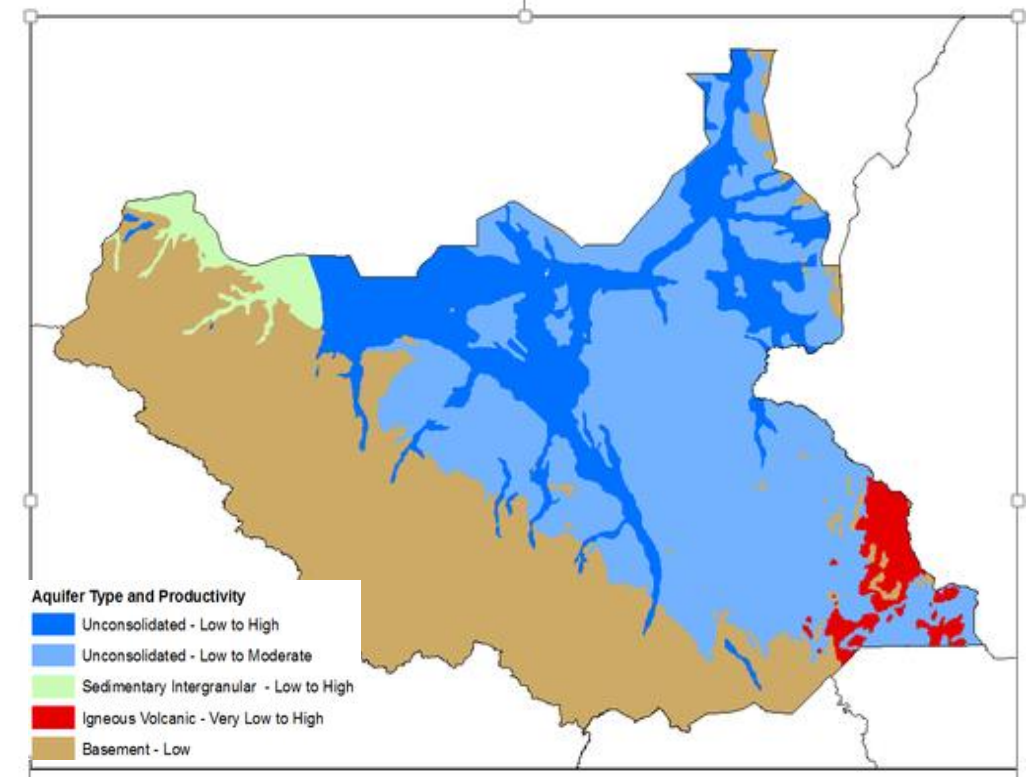 Aquifer Type and Productivity
Unconsolidated - Low to High
Unconsolidated - Low to Moderate
Sedimentary Intergranular - Low to High
Igneous Volcanic - Very Low to High
Basement - Low